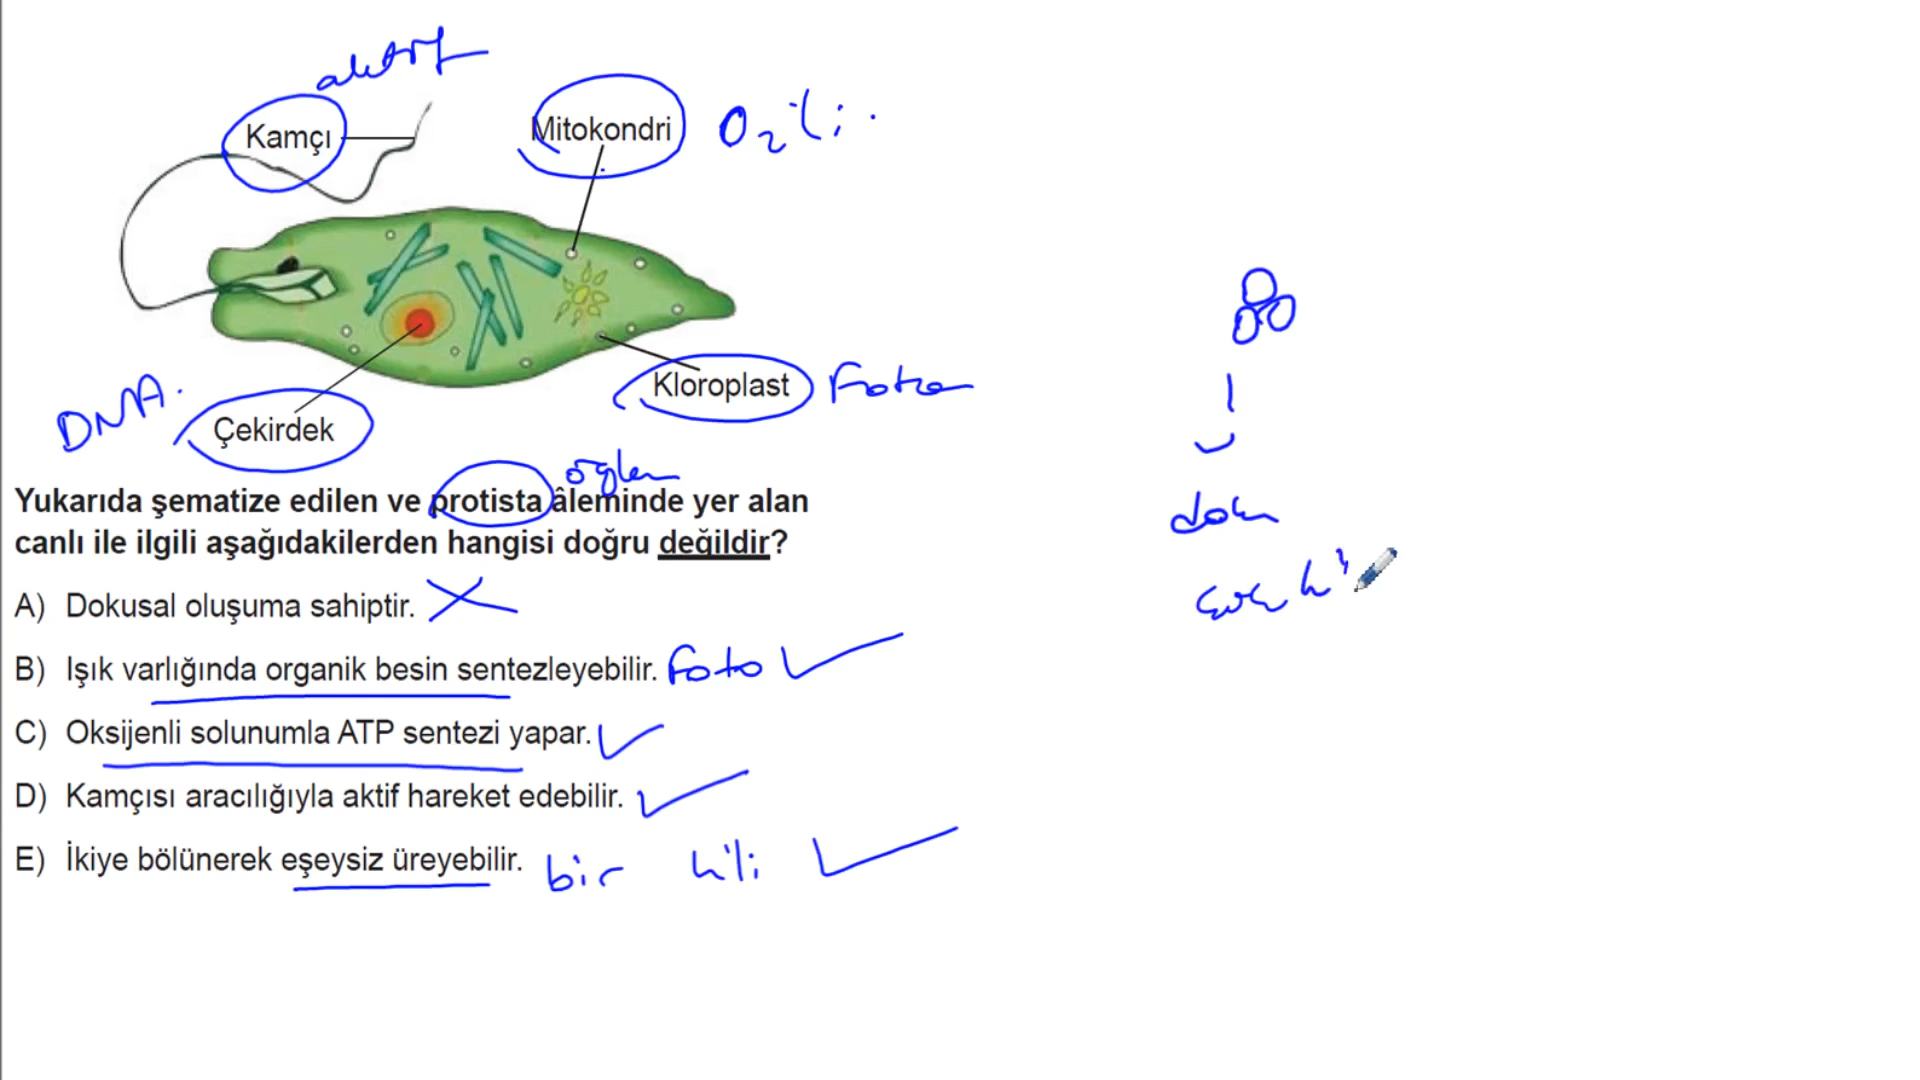 aktif
Kamçı
Mitokondri O2'li.
Kloroplast Foto
DNA.
Çekirdek
öglen
Yukarıda şematize edilen ve protista âleminde yer alan
canlı ile ilgili aşağıdakilerden hangisi doğru değildir?
A) Dokusal oluşuma sahiptir.
B) Işık varlığında organik besin sentezleyebilir. Foto
C) Oksijenli solunumla ATP sentezi yapar.
D) Kamçısı aracılığıyla aktif hareket edebilir.
E) İkiye bölünerek eşeysiz üreyebilir. bir h'li
doku
çok h'